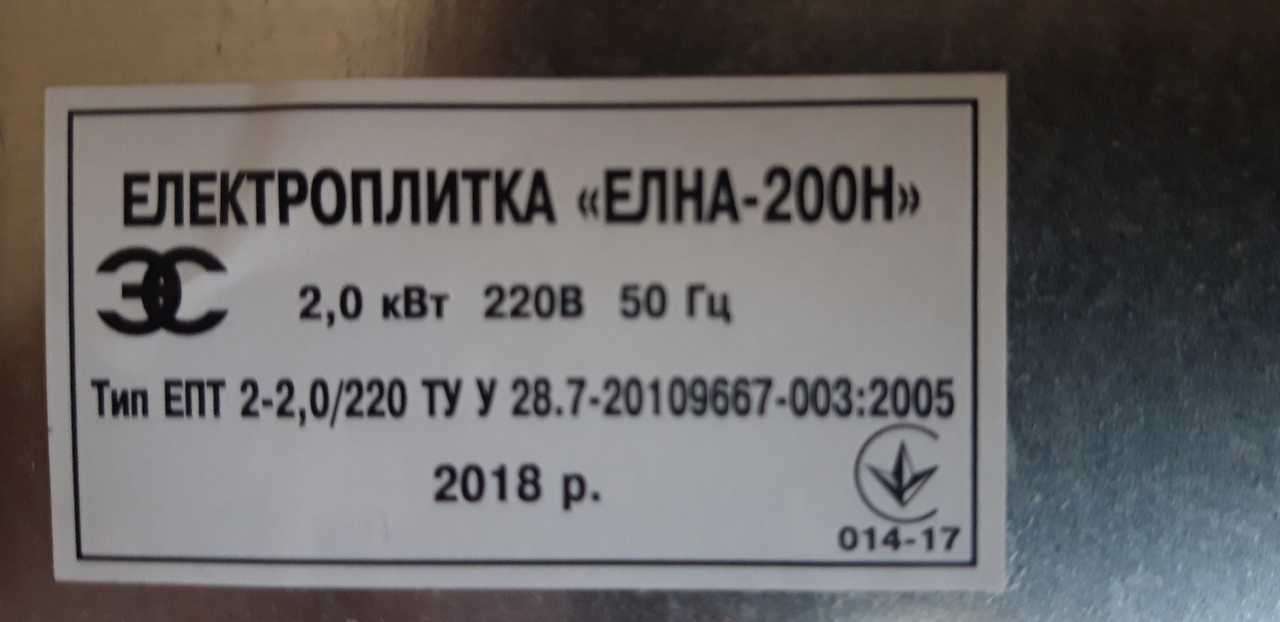 ЕЛЕКТРОПЛИТКА «ЕЛНА-200Н»
ЭС 2,0 кВт 220В 50 Гц
Тип ЕПТ 2-2,0/220 ТУ У 28.7-20109667-003:2005
2018 р.
014-17